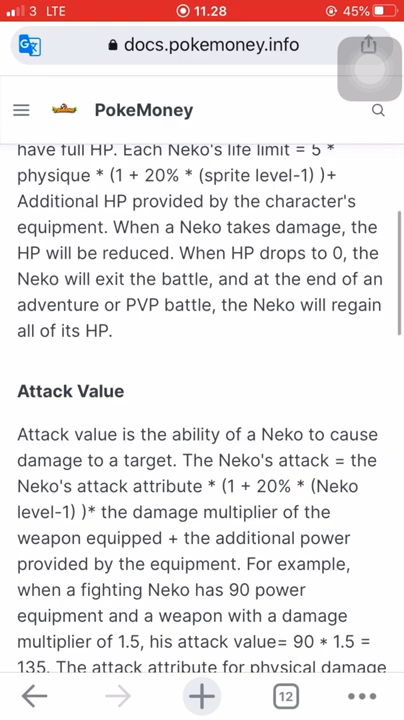 3 LTE 11.28 45%
docs.pokemoney.info
PokeMoney
have full HP. Each Neko's life limit = 5 *
physique * (1 + 20% * (sprite level-1) )+
Additional HP provided by the character's
equipment. When a Neko takes damage, the
HP will be reduced. When HP drops to 0, the
Neko will exit the battle, and at the end of an
adventure or PVP battle, the Neko will regain
all of its HP.
Attack Value
Attack value is the ability of a Neko to cause
damage to a target. The Neko's attack = the
Neko's attack attribute * (1 + 20% * (Neko
level-1) )* the damage multiplier of the
weapon equipped + the additional power
provided by the equipment. For example,
when a fighting Neko has 90 power
equipment and a weapon with a damage
multiplier of 1.5, his attack value= 90 * 1.5 =
135. The attack attribute for physical damage
12